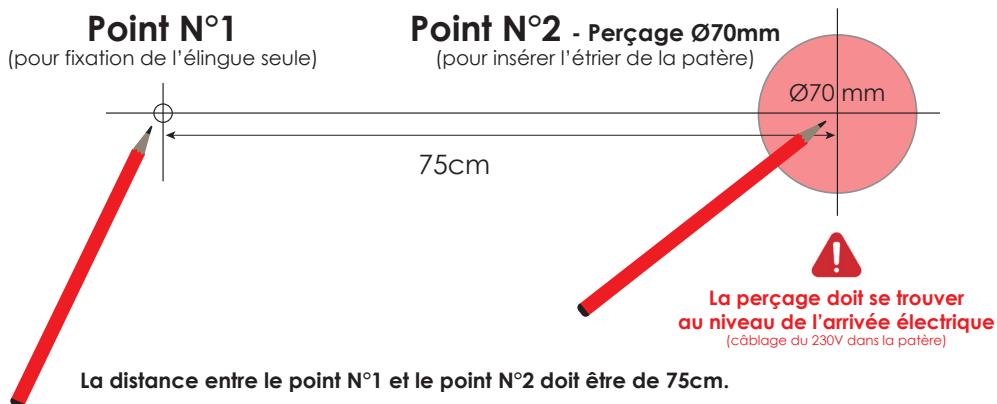 Point N°1
(pour fixation de l'élingue seule)
Point N°2 - Perçage Ø70mm
(pour insérer l'étrier de la patère)
Ø70 mm
75cm
La perçage doit se trouver
au niveau de l'arrivée électrique
(câblage du 230V dans la patère)
La distance entre le point N°1 et le point N°2 doit être de 75cm.